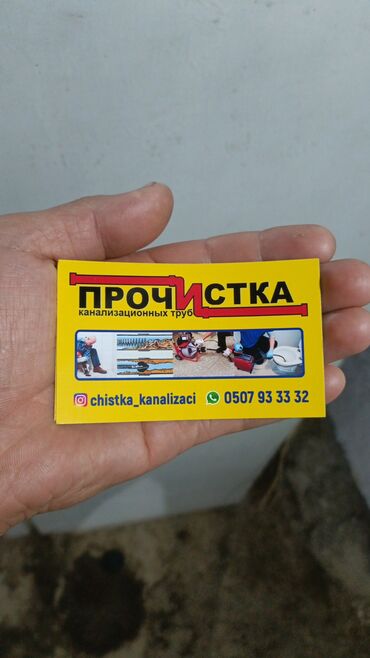 ПРОЧИСТКА
канализационных труб
chistka_kanalizaci 0507 93 33 32